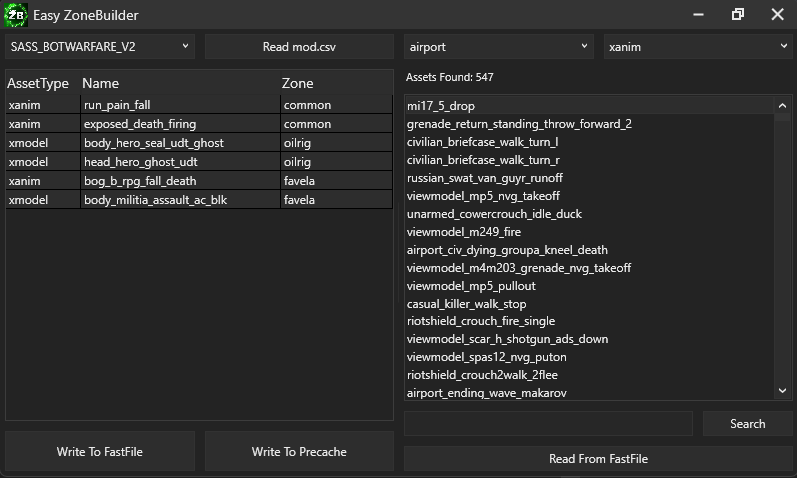 ZB Easy ZoneBuilder
SASS_BOTWARFARE_V2
Read mod.csv
airport
xanim
Assets Found: 547
AssetType Name Zone
xanim run_pain_fall common
xanim exposed_death_firing common
xmodel body_hero_seal_udt_ghost oilrig
xmodel head_hero_ghost_udt oilrig
xanim bog_b_rpg_fall_death favela
xmodel body_militia_assault_ac_blk favela
mi17_5_drop
grenade_return_standing_throw_forward_2
civilian_briefcase_walk_turn_l
civilian_briefcase_walk_turn_r
russian_swat_van_guyr_runoff
viewmodel_mp5_nvg_takeoff
unarmed_cowercrouch_idle_duck
viewmodel_m249_fire
airport_civ_dying_groupa_kneel_death
viewmodel_m4m203_grenade_nvg_takeoff
viewmodel_mp5_pullout
casual_killer_walk_stop
riotshield_crouch_fire_single
viewmodel_scar_h_shotgun_ads_down
viewmodel_spas12_nvg_puton
riotshield_crouch2walk_2flee
airport_ending_wave_makarov
Search
Write To FastFile
Write To Precache
Read From FastFile